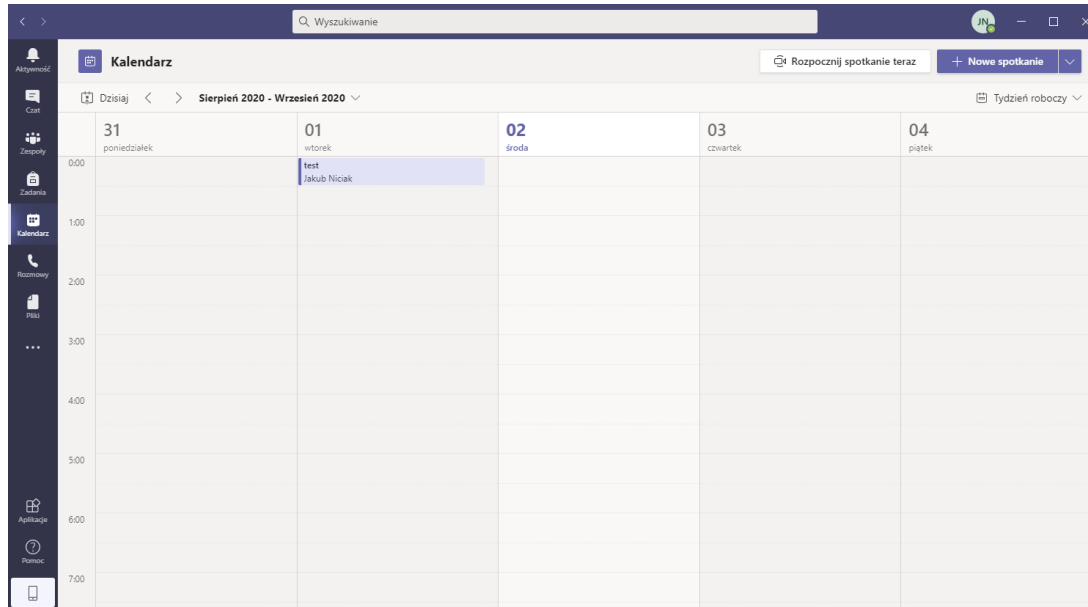 Wyszukiwanie
JN
Aktywność
Czat
Zespoły
Zadania
Kalendarz
Rozmowy
Pliki
Aplikacje
Pomoc
Kalendarz
Rozpocznij spotkanie teraz
Nowe spotkanie
Dzisiaj
Sierpień 2020 - Wrzesień 2020
Tydzień roboczy
31
poniedziałek
01
wtorek
02
środa
03
czwartek
04
piątek
0:00
test
Jakub Niciak
1:00
2:00
3:00
4:00
5:00
6:00
7:00